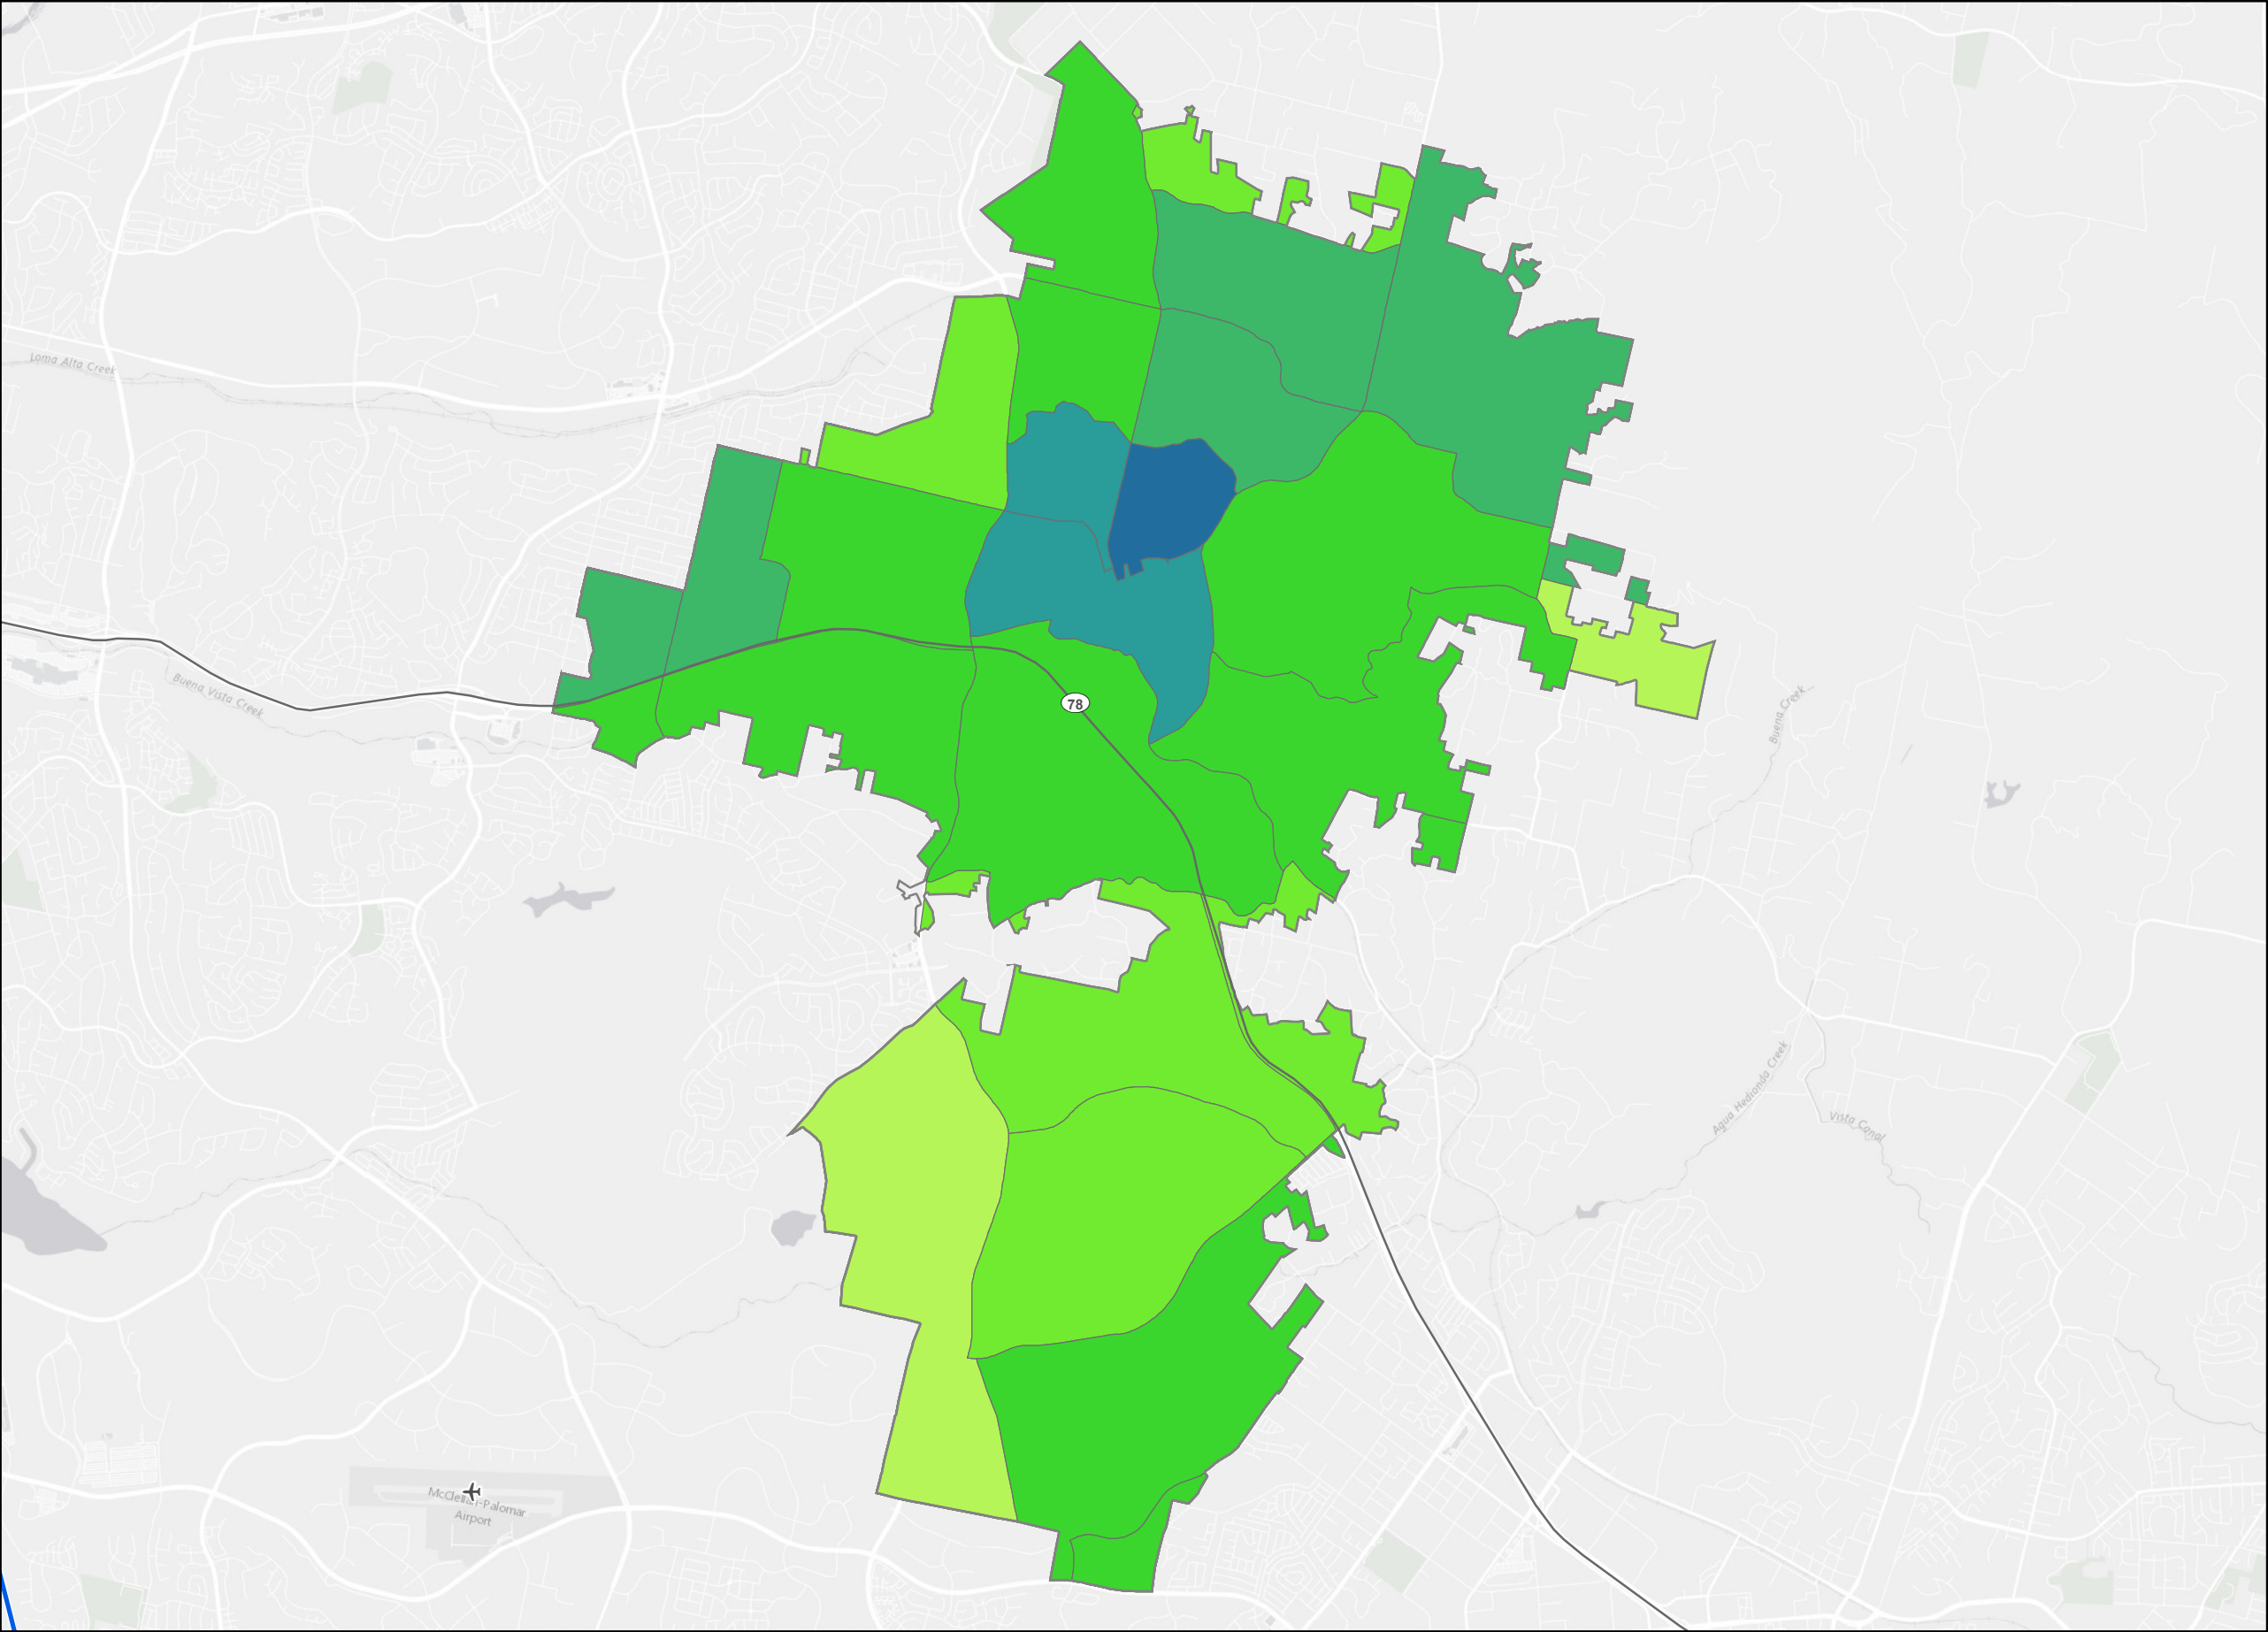 Loma Alta Creek
Buena Vista Creek
78
Buena Creek
Agua Hedionda Creek
Vista Canal
McClellan-Palomar
Airport